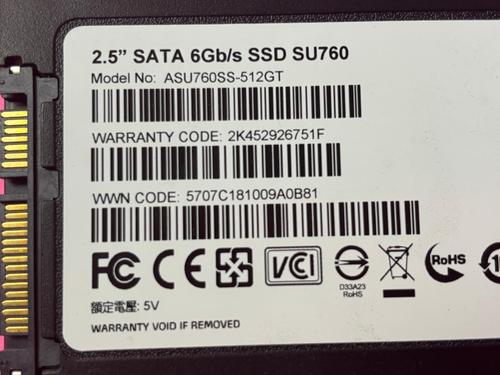 2.5” SATA 6Gb/s SSD SU760
Model No: ASU760SS-512GT
WARRANTY CODE: 2K452926751F
WWN CODE: 5707C181009A0B81
FC CE VCCI D33A23 RoHS RoHS
額定電壓: 5V
WARRANTY VOID IF REMOVED